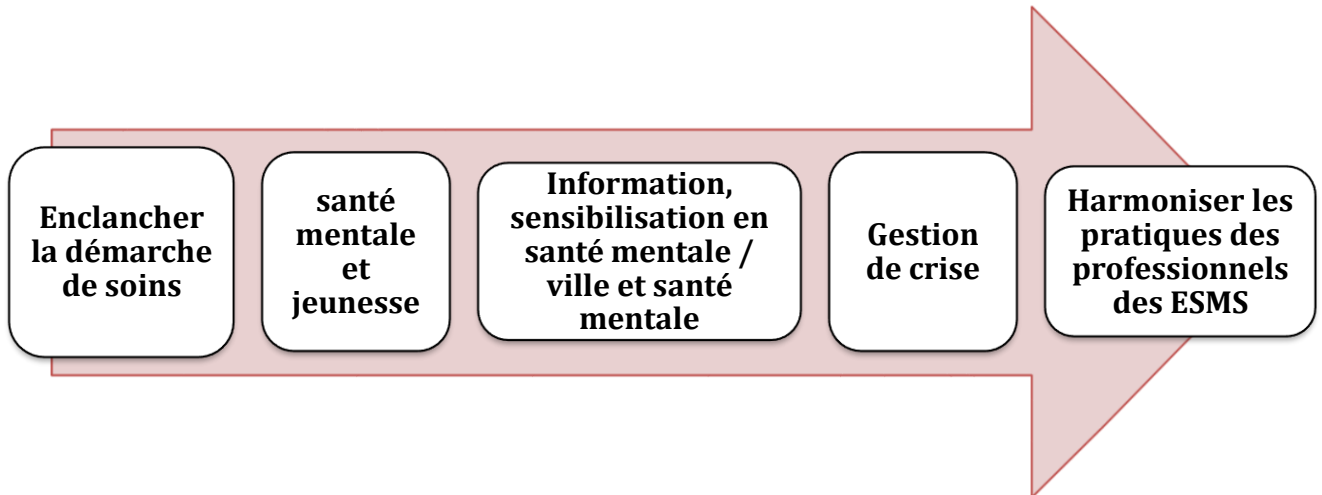 Enclancher
la démarche
de soins
santé
mentale
et
jeunesse
Information,
sensibilisation en
santé mentale /
ville et santé
mentale
Gestion
de crise
Harmoniser les
pratiques des
professionnels
des ESMS